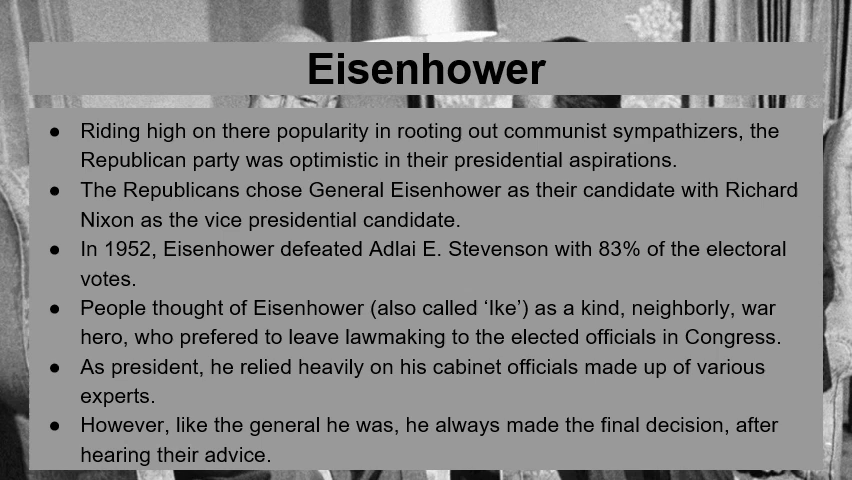 Eisenhower
● Riding high on there popularity in rooting out communist sympathizers, the
Republican party was optimistic in their presidential aspirations.
● The Republicans chose General Eisenhower as their candidate with Richard
Nixon as the vice presidential candidate.
● In 1952, Eisenhower defeated Adlai E. Stevenson with 83% of the electoral
votes.
● People thought of Eisenhower (also called ‘Ike’) as a kind, neighborly, war
hero, who prefered to leave lawmaking to the elected officials in Congress.
● As president, he relied heavily on his cabinet officials made up of various
experts.
● However, like the general he was, he always made the final decision, after
hearing their advice.